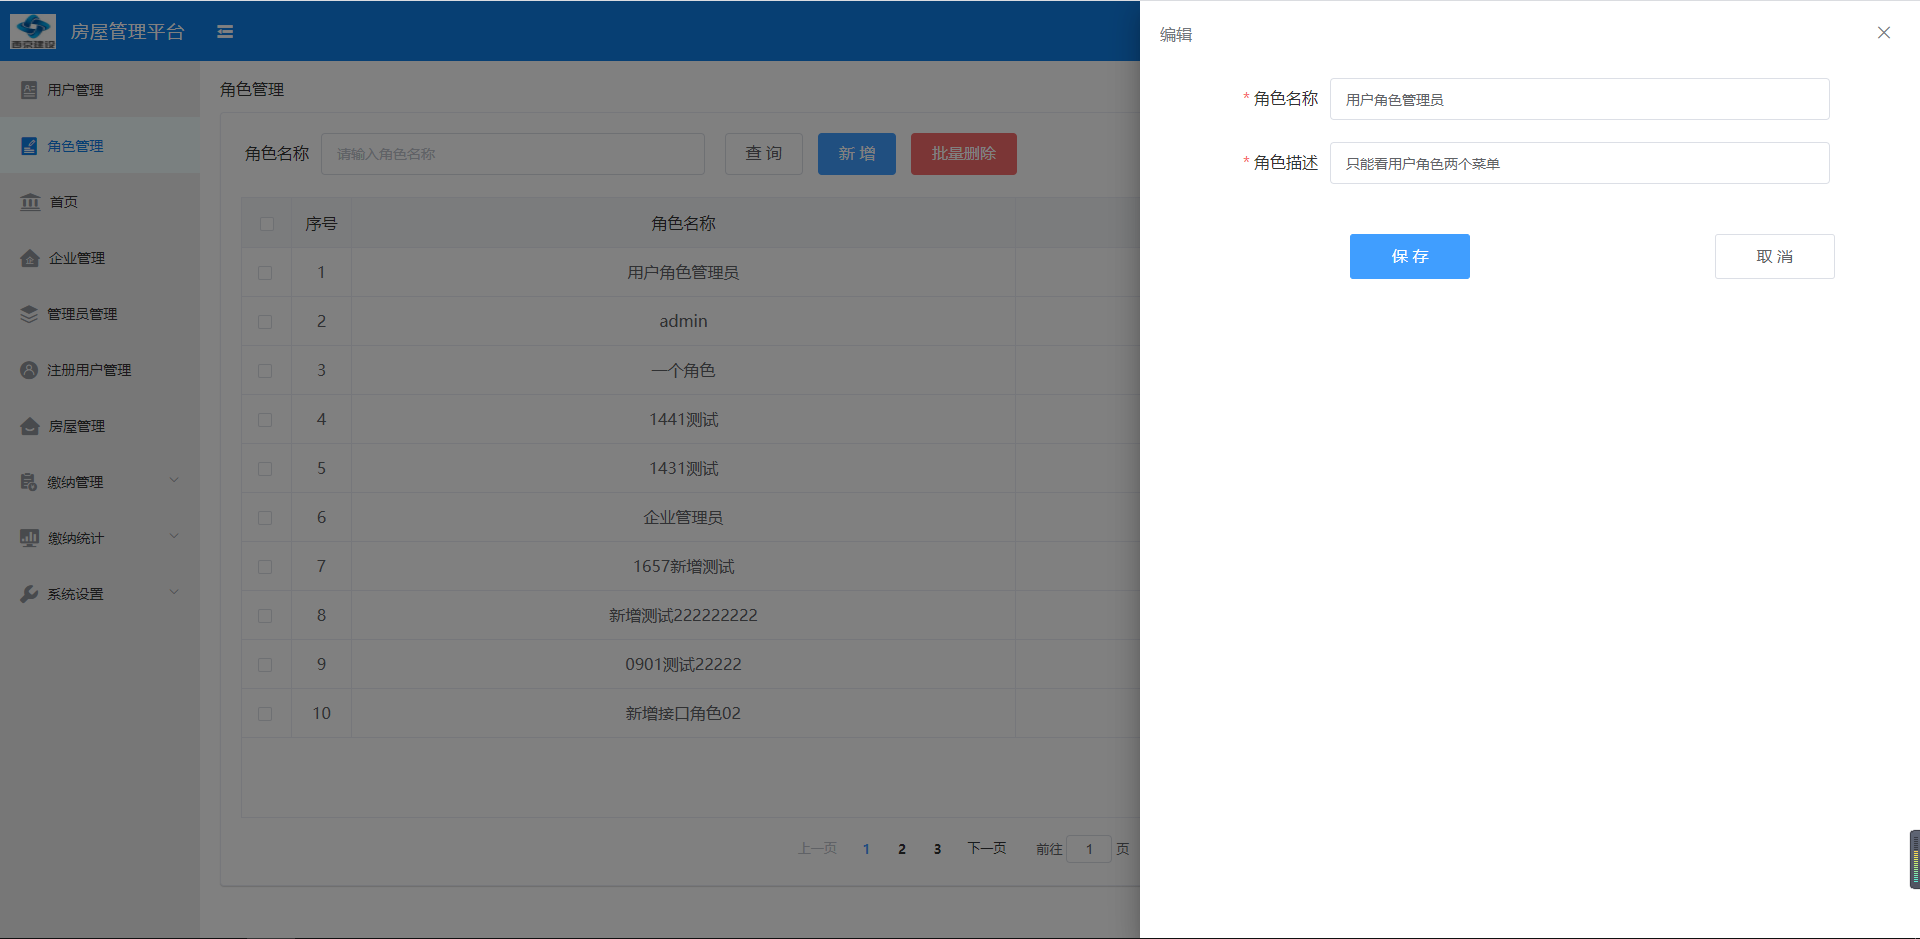 房屋管理平台
用户管理
角色管理
首页
企业管理
管理员管理
注册用户管理
房屋管理
缴纳管理
缴纳统计
系统设置
角色管理
角色名称 请输入角色名称 查 询 新 增 批量删除
序号 角色名称
1 用户角色管理员
2 admin
3 一个角色
4 1441测试
5 1431测试
6 企业管理员
7 1657新增测试
8 新增测试222222222
9 0901测试22222
10 新增接口角色02
上一页 1 2 3 下一页 前往 1 页
编辑
* 角色名称 用户角色管理员
* 角色描述 只能看用户角色两个菜单
保 存 取 消